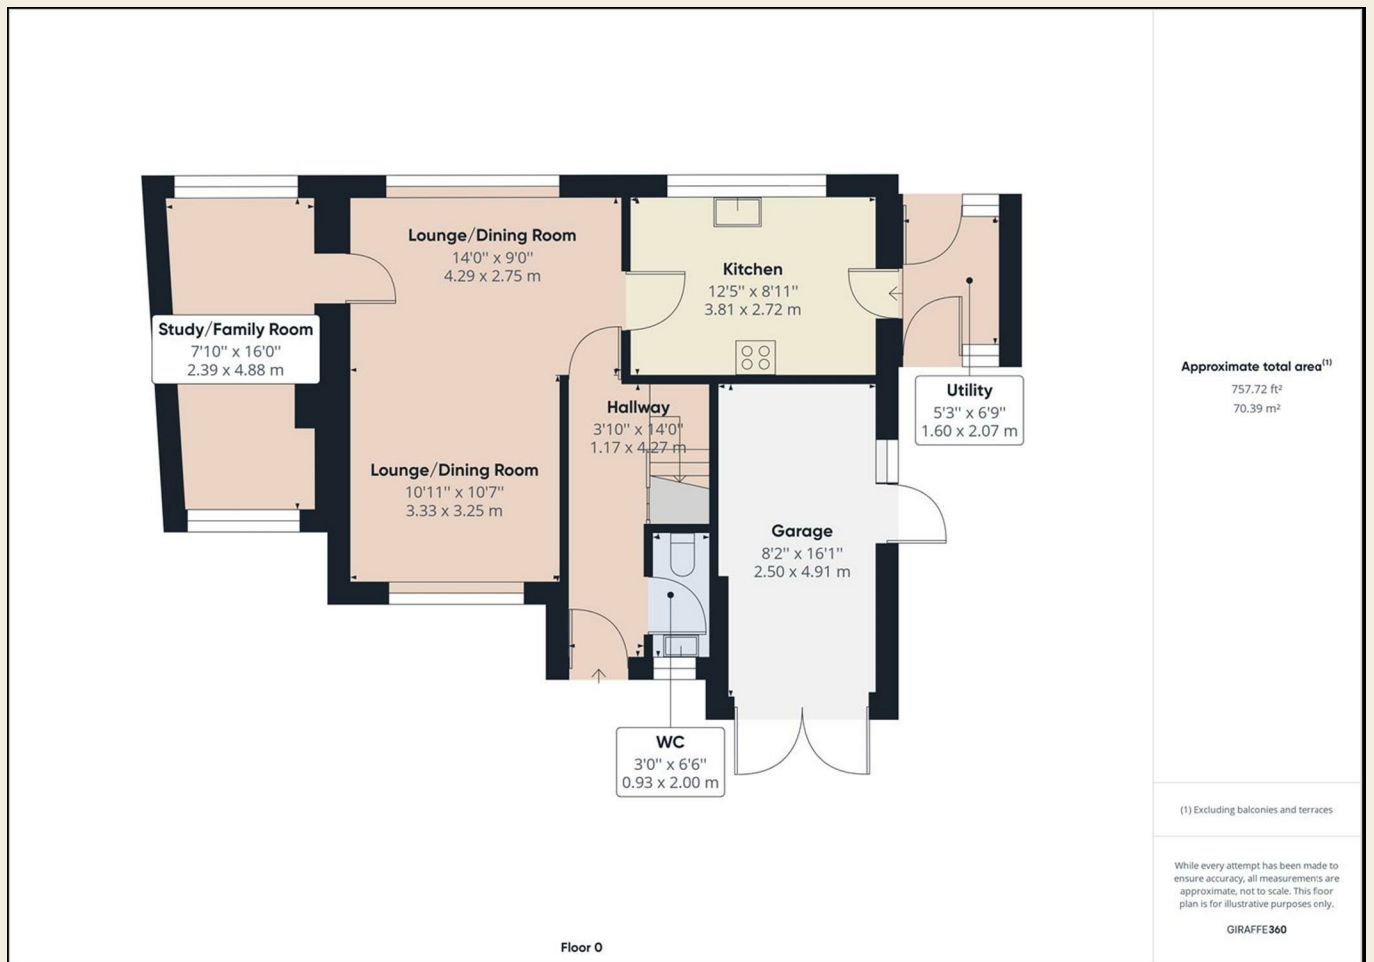 Lounge/Dining Room
14'0" x 9'0"
4.29 x 2.75 m
Kitchen
12'5" x 8'11"
3.81 x 2.72 m
Study/Family Room
7'10" x 16'0"
2.39 x 4.88 m
Utility
5'3" x 6'9"
1.60 x 2.07 m
Hallway
3'10" x 14'0"
1.17 x 4.27 m
Lounge/Dining Room
10'11" x 10'7"
3.33 x 3.25 m
Garage
8'2" x 16'1"
2.50 x 4.91 m
WC
3'0" x 6'6"
0.93 x 2.00 m
Floor 0
Approximate total area(1)
757.72 ft²
70.39 m²
(1) Excluding balconies and terraces
While every attempt has been made to
ensure accuracy, all measurements are
approximate, not to scale. This floor
plan is for illustrative purposes only.
GIRAFFE360